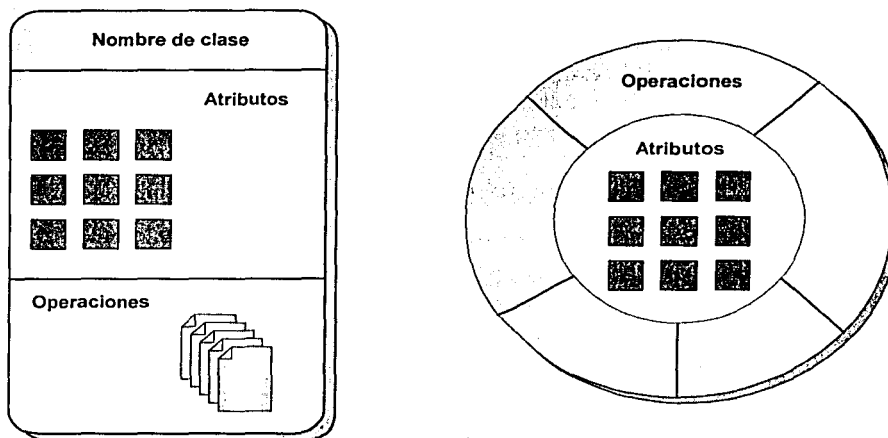 Nombre de clase
Atributos
Operaciones
Operaciones
Atributos